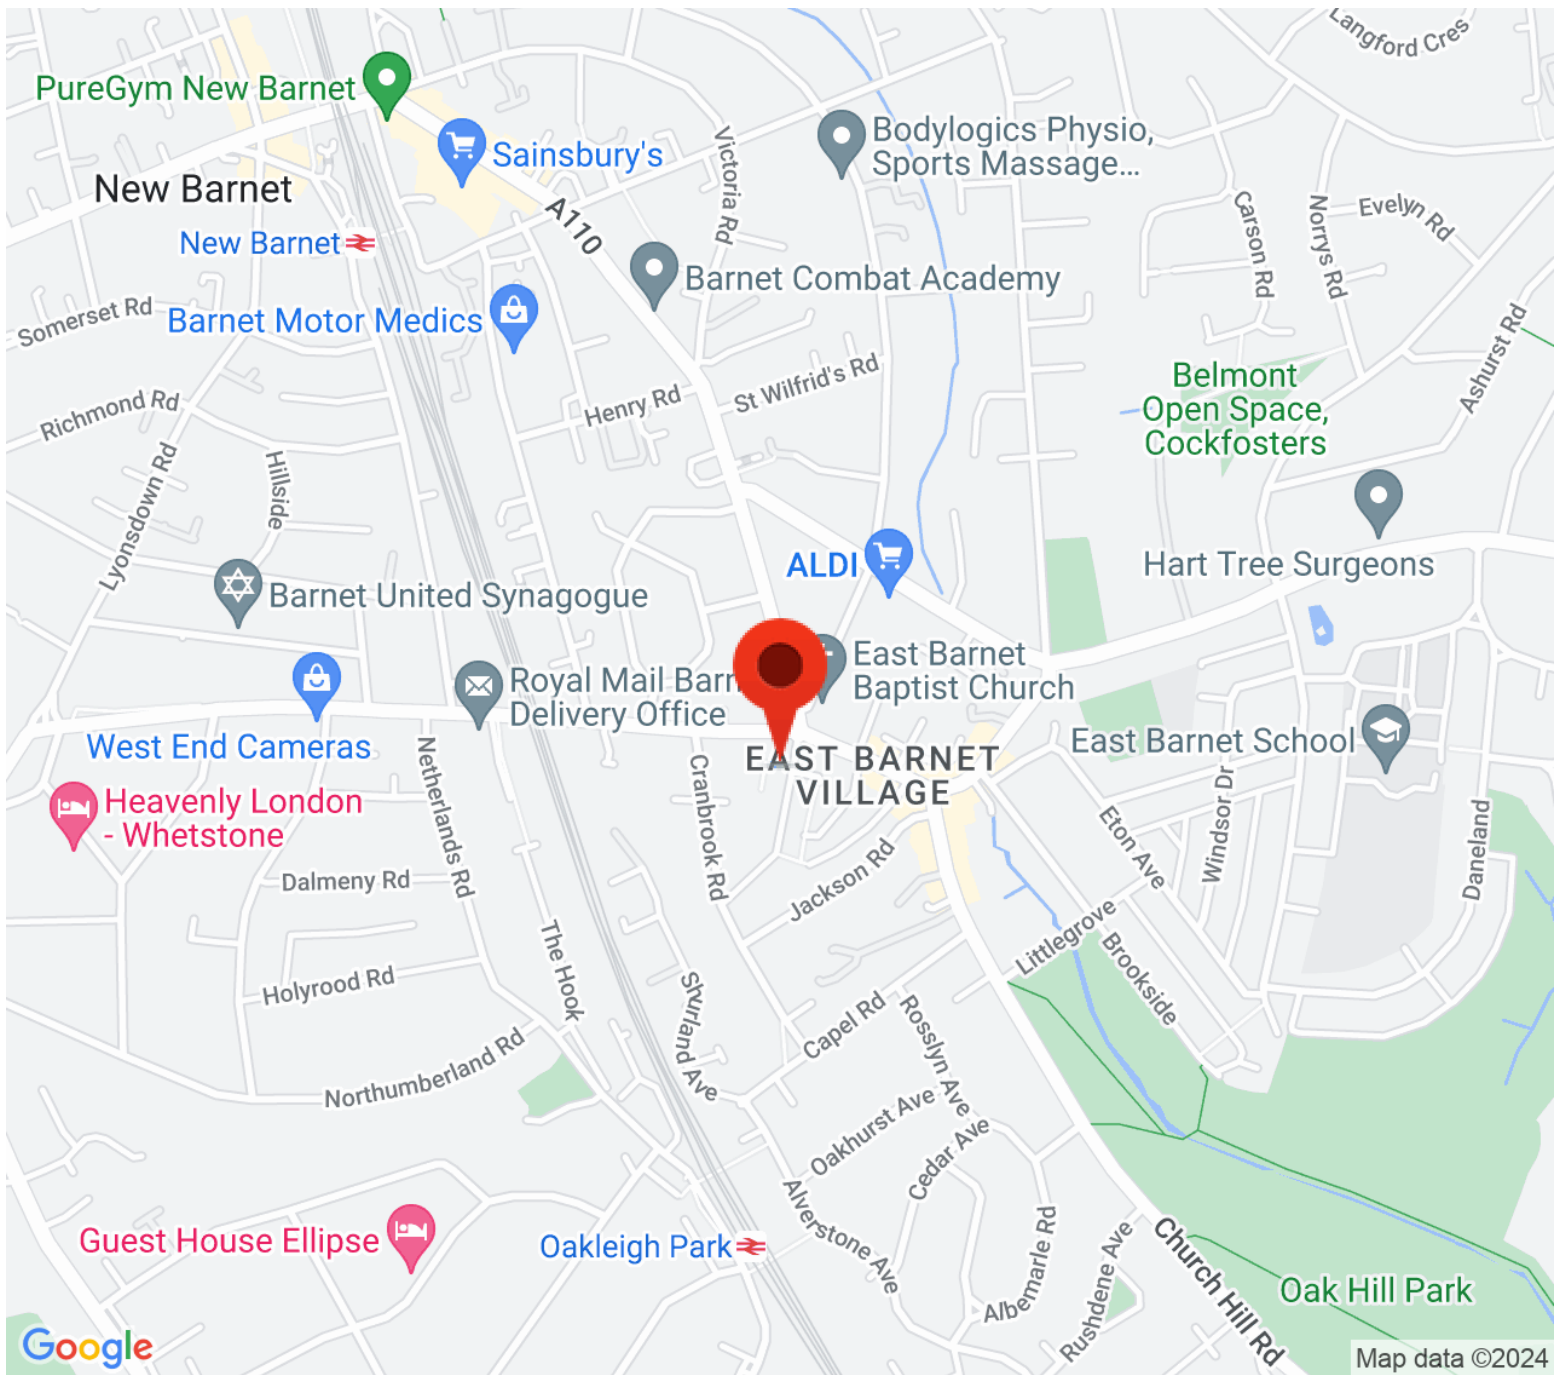 Langford Cres
PureGym New Barnet
Bodylogics Physio,
Sports Massage...
Sainsbury's
Victoria Rd
New Barnet
A110
Carson Rd
Norrys Rd
Evelyn Rd
New Barnet
Barnet Combat Academy
Somerset Rd
Barnet Motor Medics
Ashurst Rd
Belmont
Open Space,
Cockfosters
St Wilfrid's Rd
Henry Rd
Richmond Rd
Hillside
Lyonsdown Rd
ALDI
Hart Tree Surgeons
Barnet United Synagogue
East Barnet
Baptist Church
Royal Mail Barn
Delivery Office
West End Cameras
EAST BARNET
VILLAGE
East Barnet School
Netherlands Rd
Cranbrook Rd
Heavenly London
- Whetstone
Eton Ave
Windsor Dr
Daneland
Dalmeny Rd
Jackson Rd
The Hook
Littlegrove
Brookside
Holyrood Rd
Shurland Ave
Capel Rd
Rosslyn Ave
Northumberland Rd
Oakhurst Ave
Cedar Ave
Alverstone Ave
Guest House Ellipse
Oakleigh Park
Albemarle Rd
Rushdene Ave
Church Hill Rd
Oak Hill Park
Google
Map data ©2024